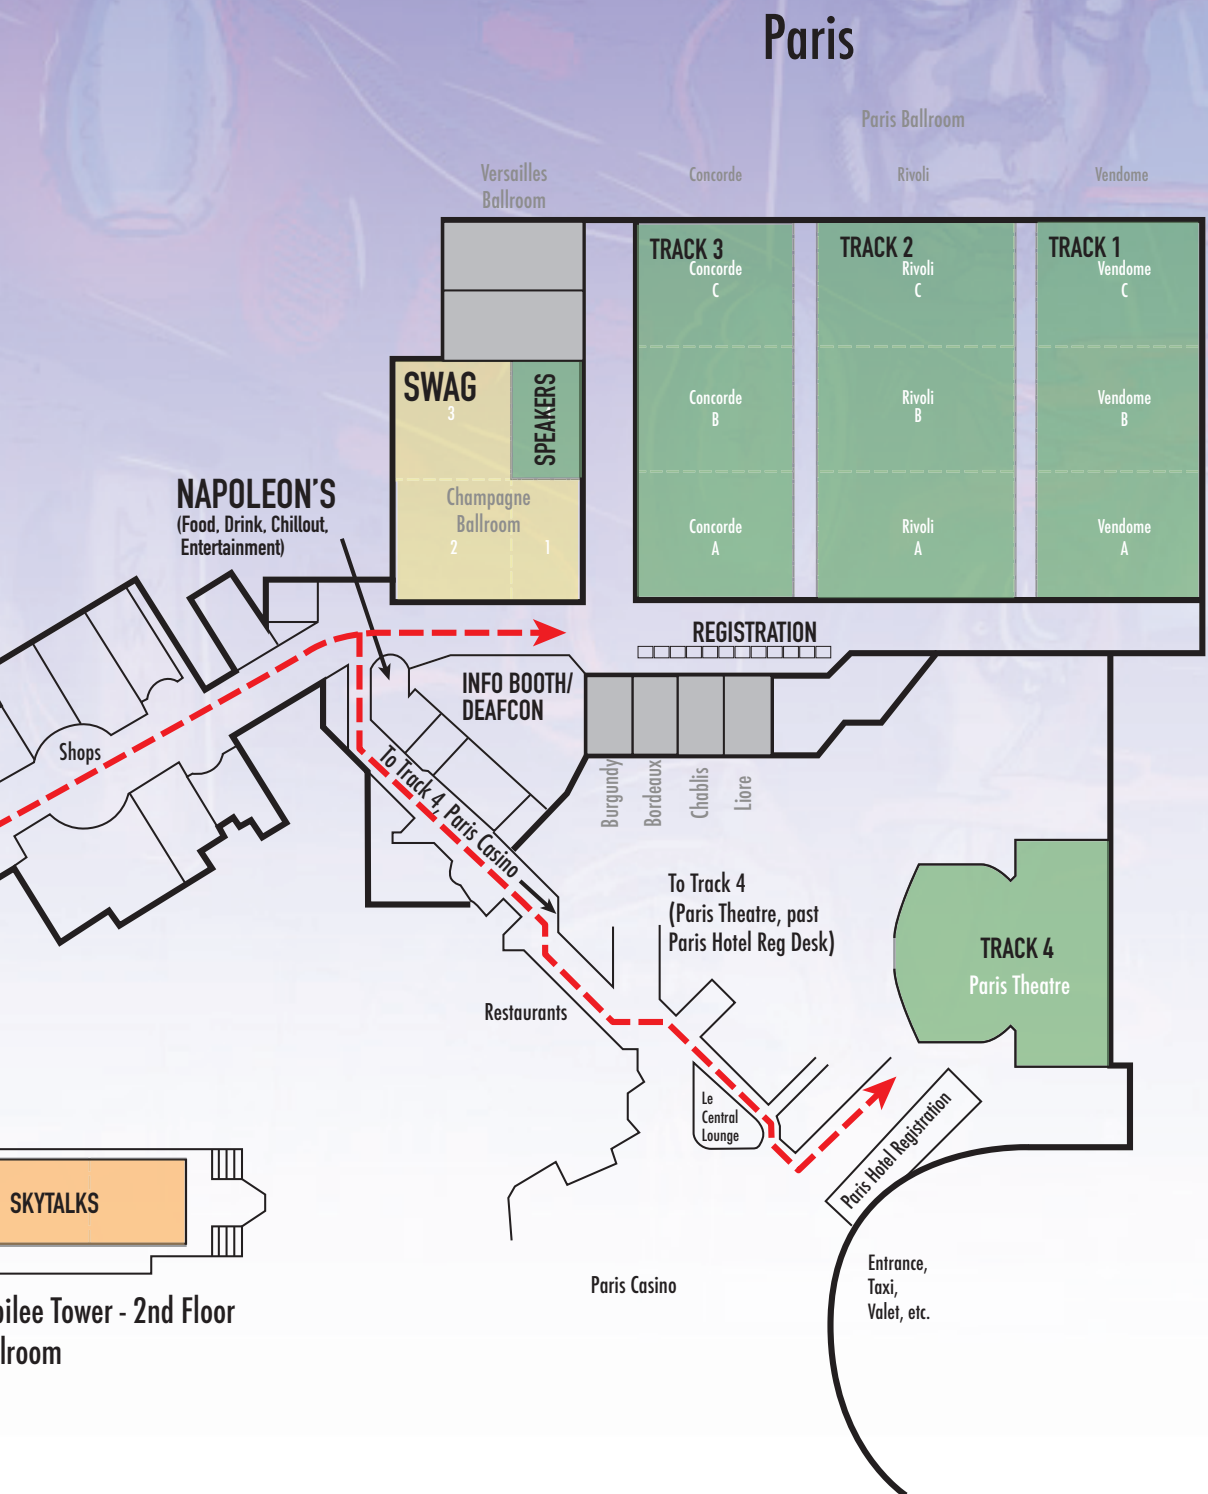 Paris
Paris Ballroom
Versailles
Ballroom
Concorde
Rivoli
Vendome
TRACK 3
Concorde
C
TRACK 2
Rivoli
C
TRACK 1
Vendome
C
SWAG
3
SPEAKERS
Concorde
B
Rivoli
B
Vendome
B
NAPOLEON'S
(Food, Drink, Chillout,
Entertainment)
Champagne
Ballroom
2
1
Concorde
A
Rivoli
A
Vendome
A
REGISTRATION
INFO BOOTH/
DEAFCON
Shops
To Track 4, Paris Casino
Burgundy
Bordeaux
Chablis
Liore
To Track 4
(Paris Theatre, past
Paris Hotel Reg Desk)
TRACK 4
Paris Theatre
Restaurants
Le
Central
Lounge
Paris Hotel Registration
SKYTALKS
Entrance,
Taxi,
Valet, etc.
Paris Casino
bilee Tower - 2nd Floor
llroom